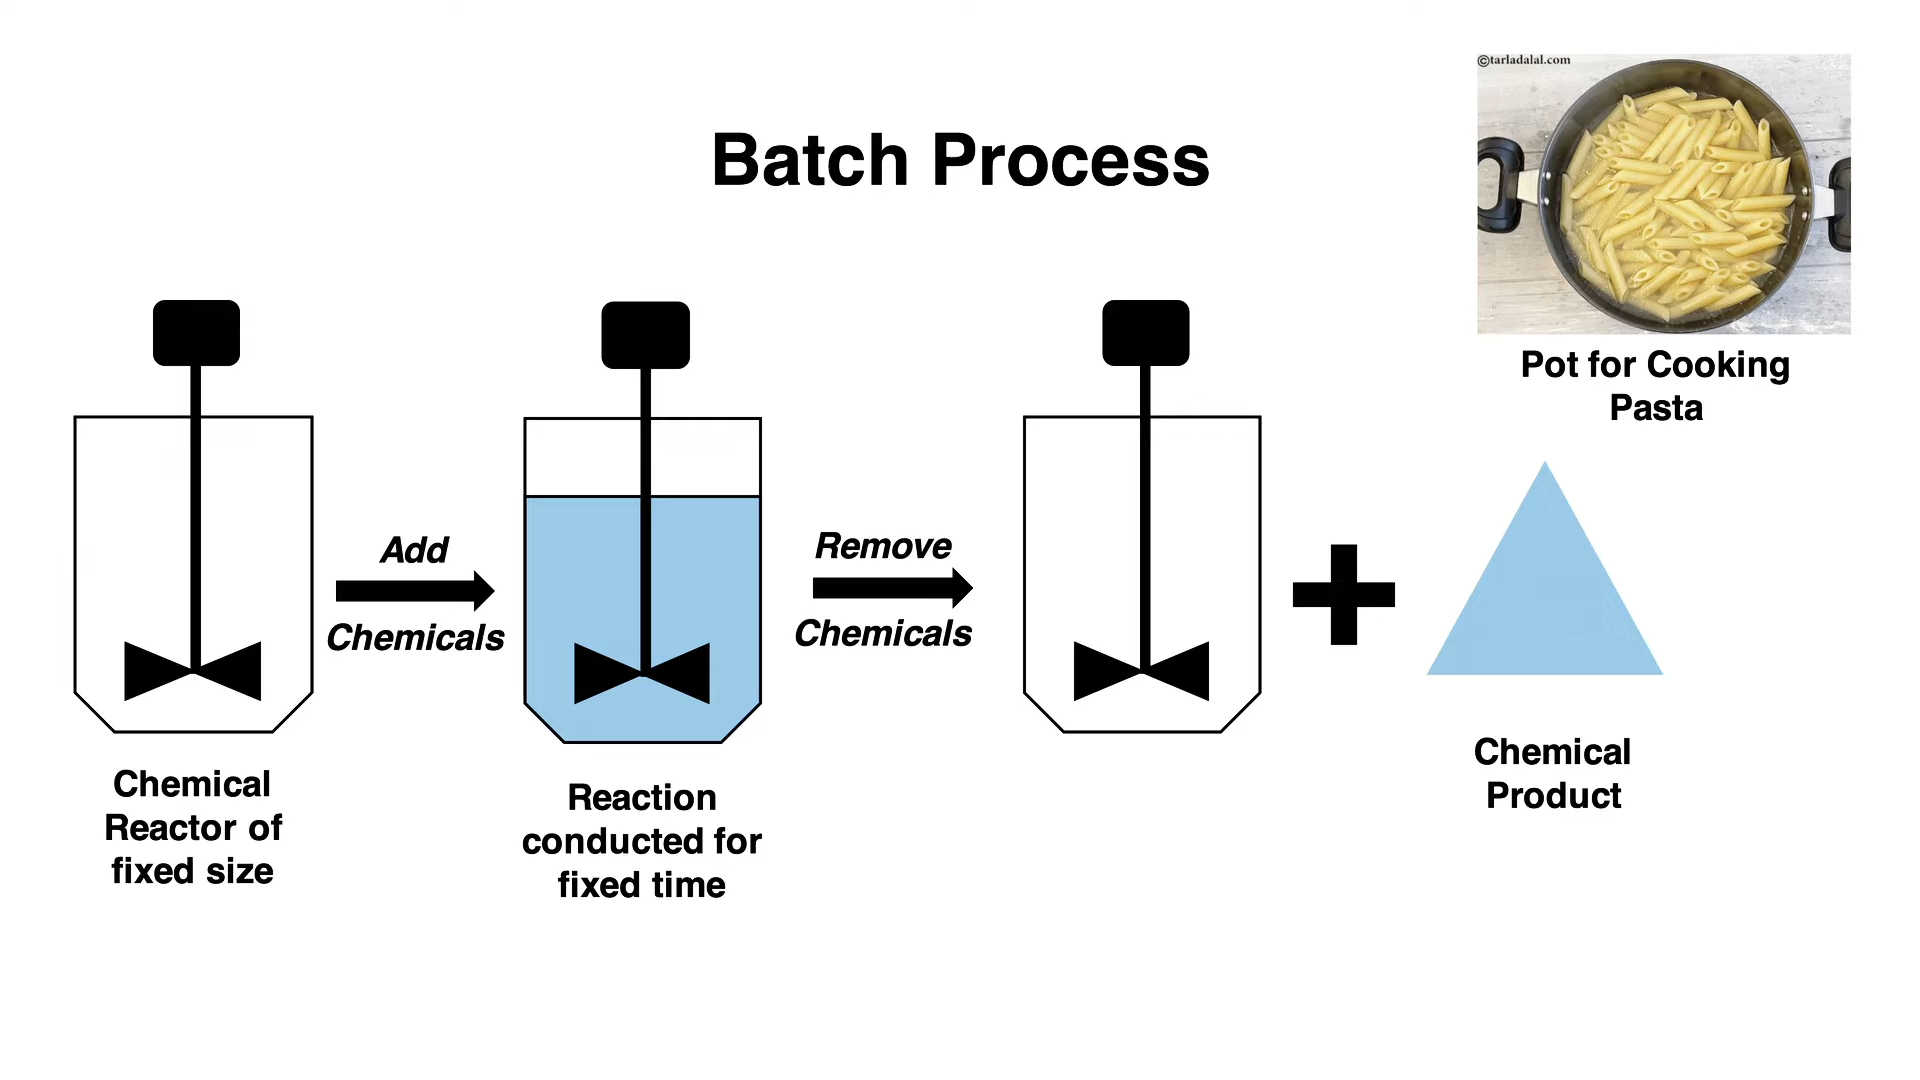 ©tarladalal.com
Batch Process
Pot for Cooking
Pasta
Add
Chemicals
Remove
Chemicals
Chemical
Reactor of
fixed size
Reaction
conducted for
fixed time
Chemical
Product